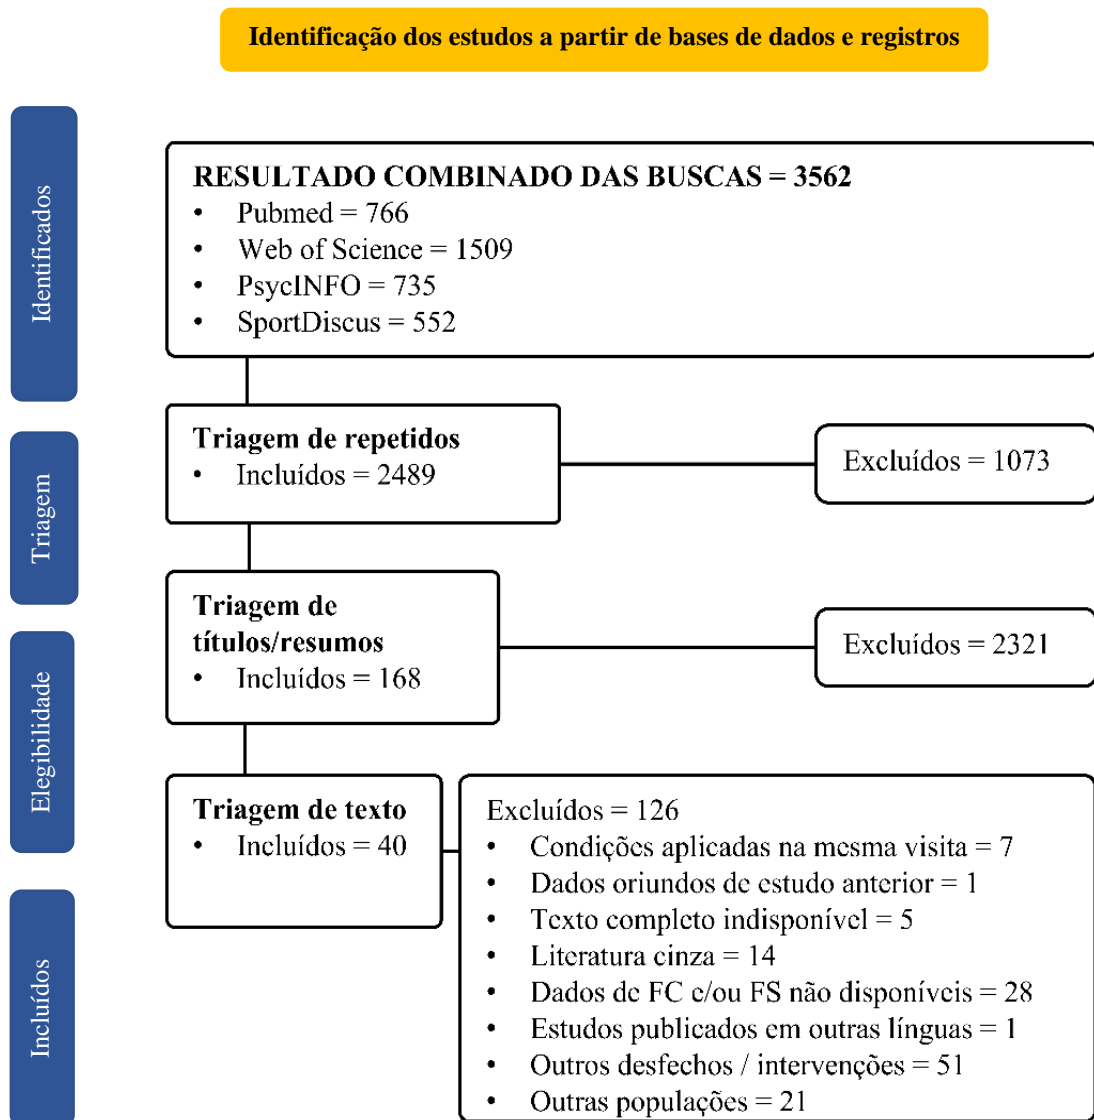 Identificação dos estudos a partir de bases de dados e registros
Identificados
RESULTADO COMBINADO DAS BUSCAS = 3562
• Pubmed = 766
• Web of Science = 1509
• PsycINFO = 735
• SportDiscus = 552
Triagem
Triagem de repetidos
• Incluídos = 2489
Excluídos = 1073
Elegibilidade
Triagem de
títulos/resumos
• Incluídos = 168
Excluídos = 2321
Incluídos
Triagem de texto
• Incluídos = 40
Excluídos = 126
• Condições aplicadas na mesma visita = 7
• Dados oriundos de estudo anterior = 1
• Texto completo indisponível = 5
• Literatura cinza = 14
• Dados de FC e/ou FS não disponíveis = 28
• Estudos publicados em outras línguas = 1
• Outros desfechos / intervenções = 51
• Outras populações = 21